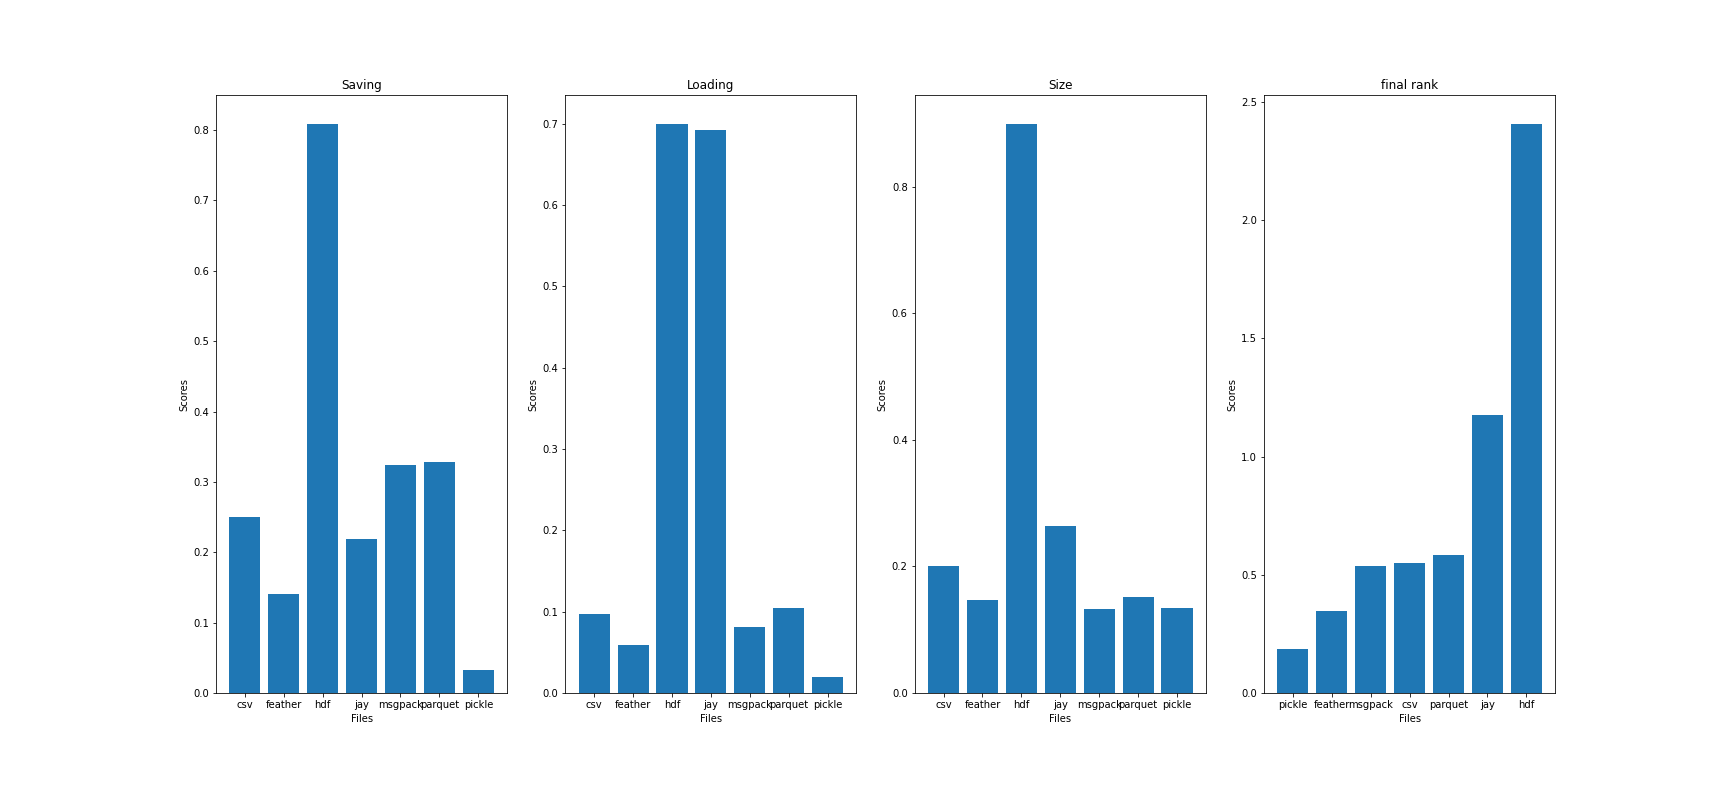 Saving
0.8
0.7
0.6
0.5
0.4
0.3
0.2
0.1
0.0
Scores
csv feather hdf jay msgpack parquet pickle
Files
Loading
0.7
0.6
0.5
0.4
0.3
0.2
0.1
0.0
Scores
csv feather hdf jay msgpack parquet pickle
Files
Size
0.8
0.6
0.4
0.2
0.0
Scores
csv feather hdf jay msgpack parquet pickle
Files
final rank
2.5
2.0
1.5
1.0
0.5
0.0
Scores
pickle feather msgpack csv parquet jay hdf
Files